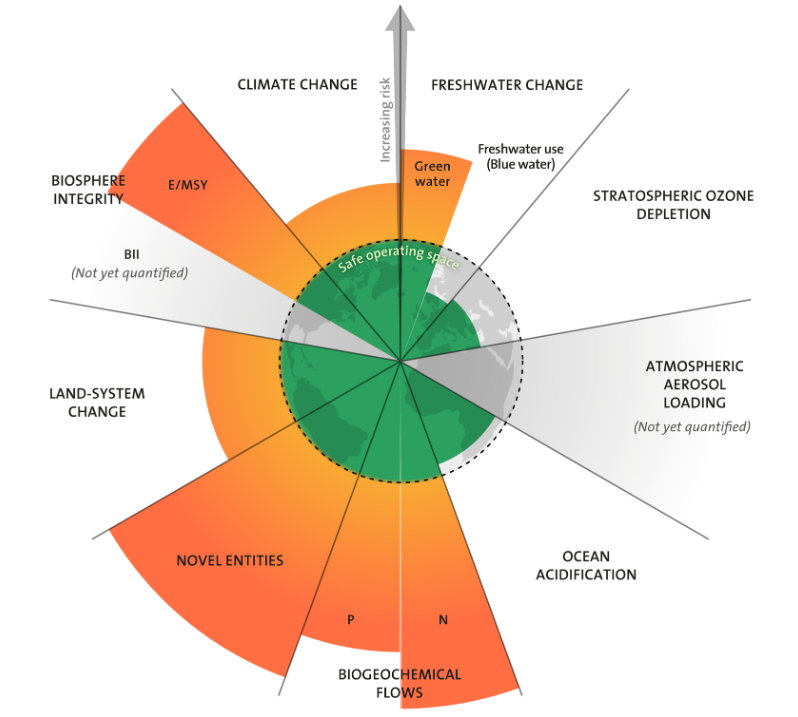 CLIMATE CHANGE
FRESHWATER CHANGE
Increasing risk
Freshwater use
(Blue water)
Green
water
BIOSPHERE
INTEGRITY
E/MSY
STRATOSPHERIC OZONE
DEPLETION
BII
(Not yet quantified)
Safe operating space
ATMOSPHERIC
AEROSOL
LOADING
(Not yet quantified)
LAND-SYSTEM
CHANGE
NOVEL ENTITIES
OCEAN
ACIDIFICATION
P
N
BIOGEOCHEMICAL
FLOWS